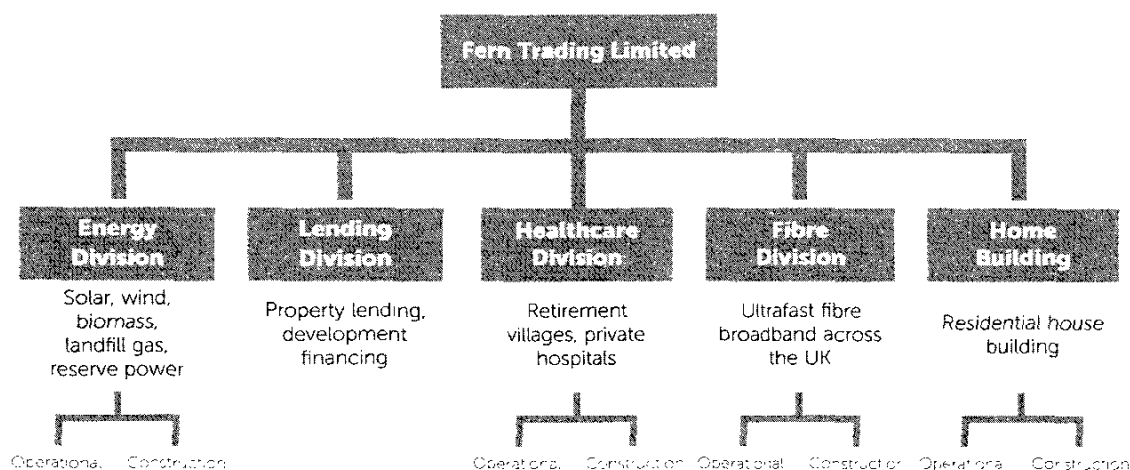 Fern Trading Limited
Energy
Division
Solar, wind,
biomass,
landfill gas,
reserve power
Lending
Division
Property lending,
development
financing
Healthcare
Division
Retirement
villages, private
hospitals
Fibre
Division
Ultrafast fibre
broadband across
the UK
Home
Building
Residential house
building
Operational Construction
Operational Construction
Operational Construction
Operational Construction